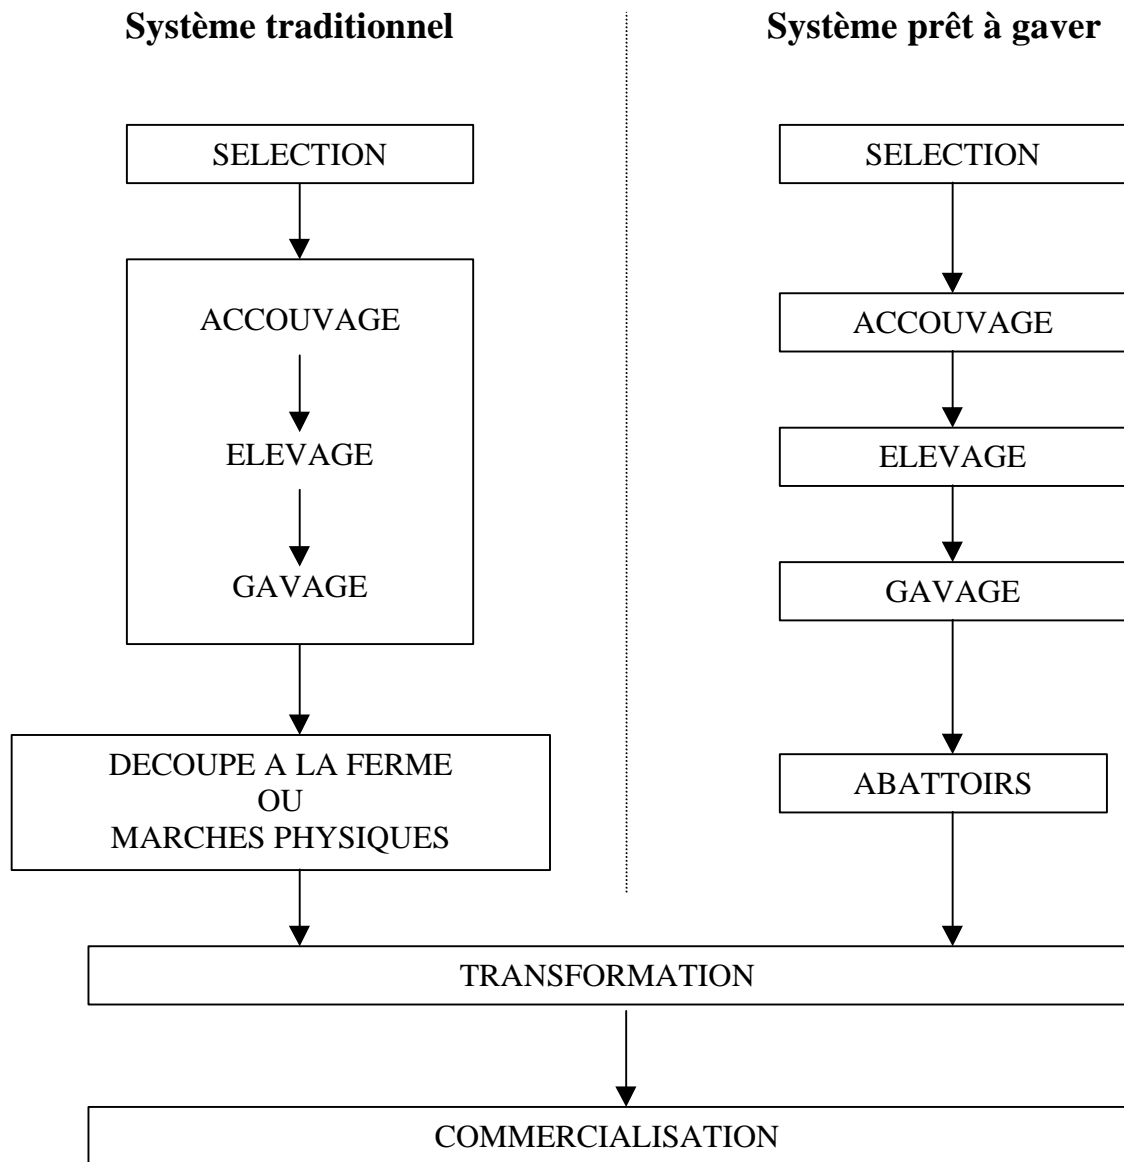 Système traditionnel
Système prêt à gaver
SELECTION
ACCOUVAGE
ELEVAGE
GAVAGE
DECOUPE A LA FERME
OU
MARCHES PHYSIQUES
SELECTION
ACCOUVAGE
ELEVAGE
GAVAGE
ABATTOIRS
TRANSFORMATION
COMMERCIALISATION